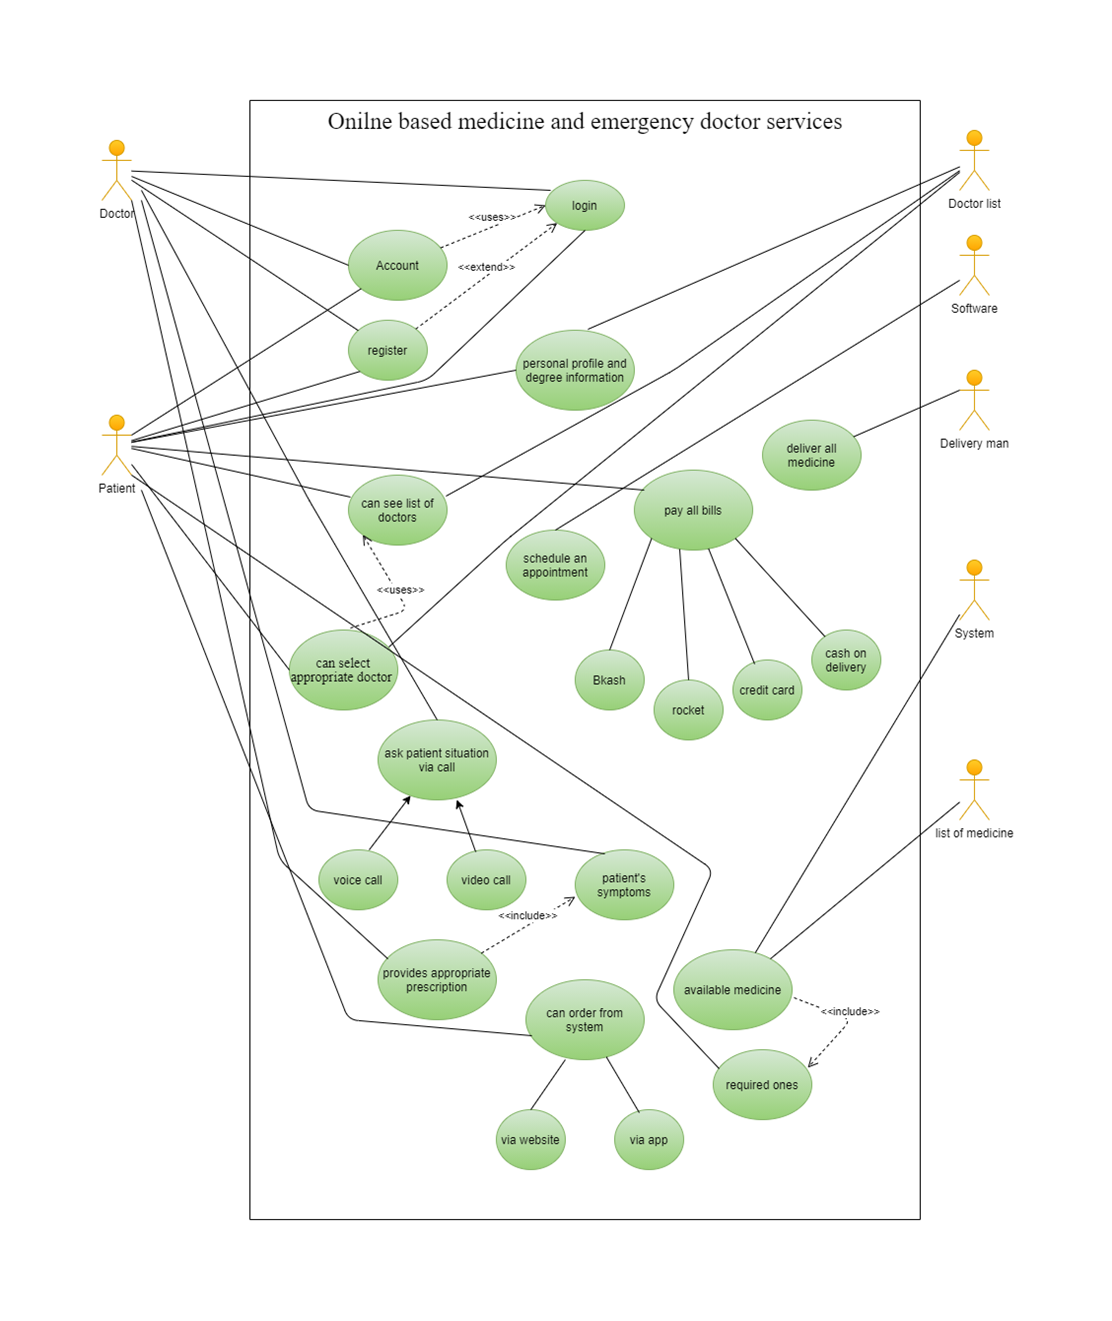 Onilne based medicine and emergency doctor services
Doctor
Doctor list
login
<<uses>>
Account
<<extend>>
Software
register
personal profile and
degree information
Delivery man
deliver all
medicine
Patient
can see list of
doctors
pay all bills
schedule an
appointment
<<uses>>
System
can select
appropriate doctor
Bkash
rocket
credit card
cash on
delivery
ask patient situation
via call
list of medicine
voice call
video call
patient's
symptoms
<<include>>
provides appropriate
prescription
available medicine
<<include>>
can order from
system
required ones
via website
via app